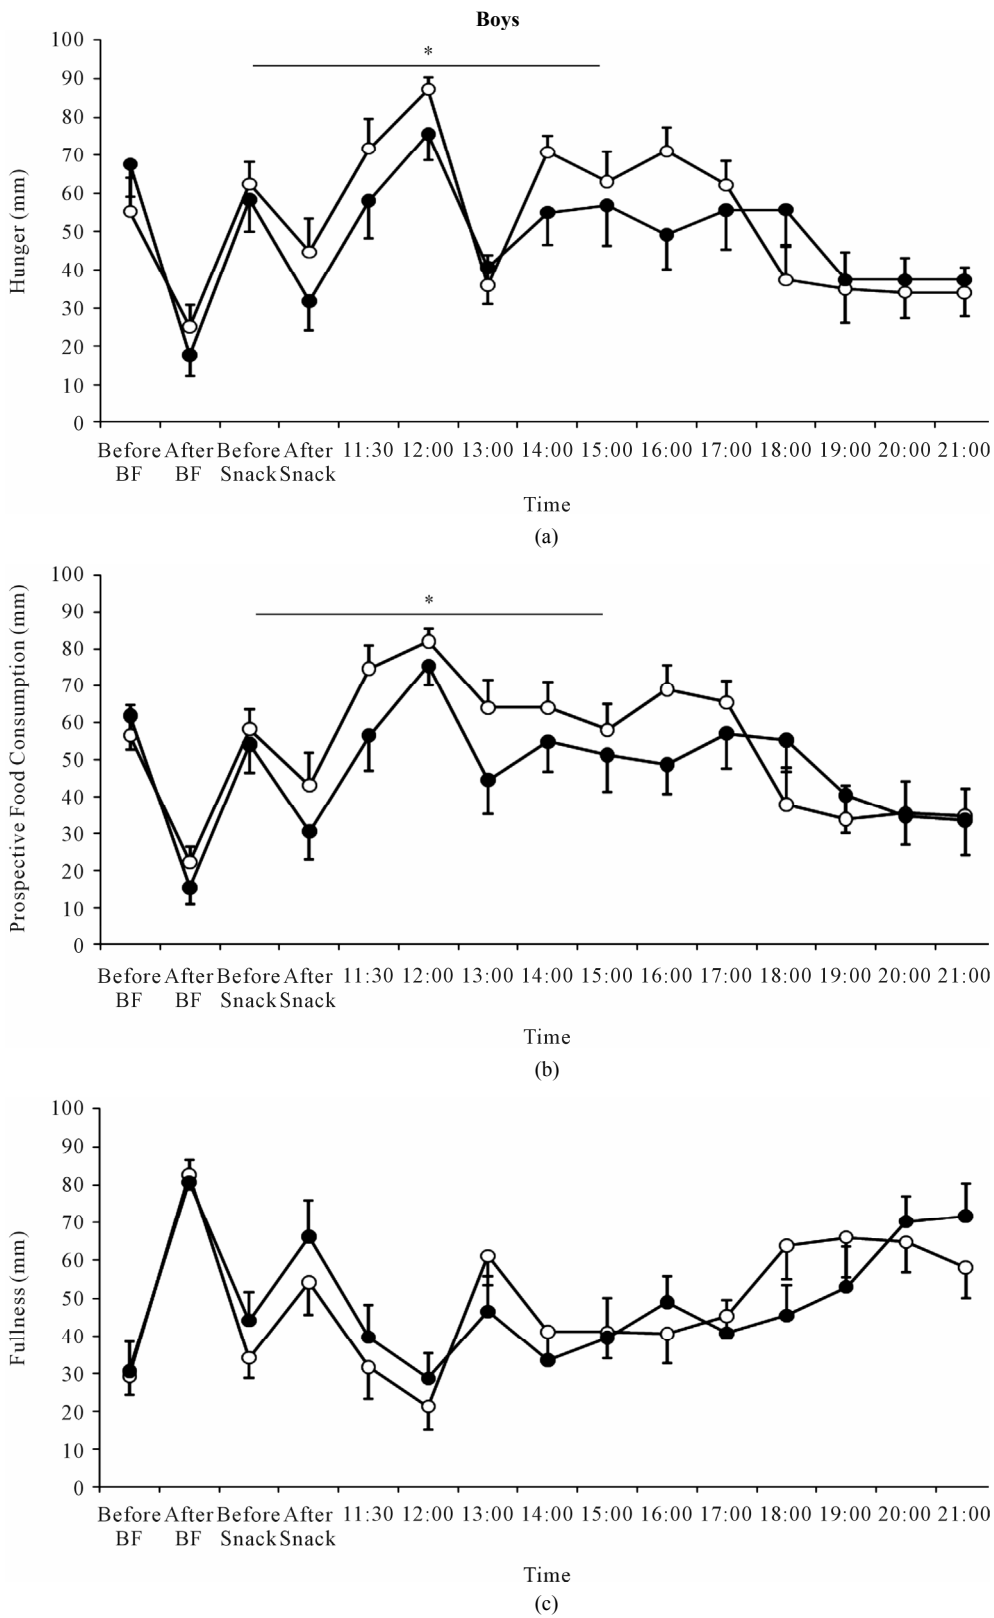 Boys
100
90
80
70
60
50
40
30
20
10
0
Hunger (mm)
*
Before After Before After 11:30 12:00 13:00 14:00 15:00 16:00 17:00 18:00 19:00 20:00 21:00
BF BF Snack Snack
Time
(a)
100
90
80
70
60
50
40
30
20
10
0
Prospective Food Consumption (mm)
*
Before After Before After 11:30 12:00 13:00 14:00 15:00 16:00 17:00 18:00 19:00 20:00 21:00
BF BF Snack Snack
Time
(b)
100
90
80
70
60
50
40
30
20
10
0
Fullness (mm)
Before After Before After 11:30 12:00 13:00 14:00 15:00 16:00 17:00 18:00 19:00 20:00 21:00
BF BF Snack Snack
Time
(c)